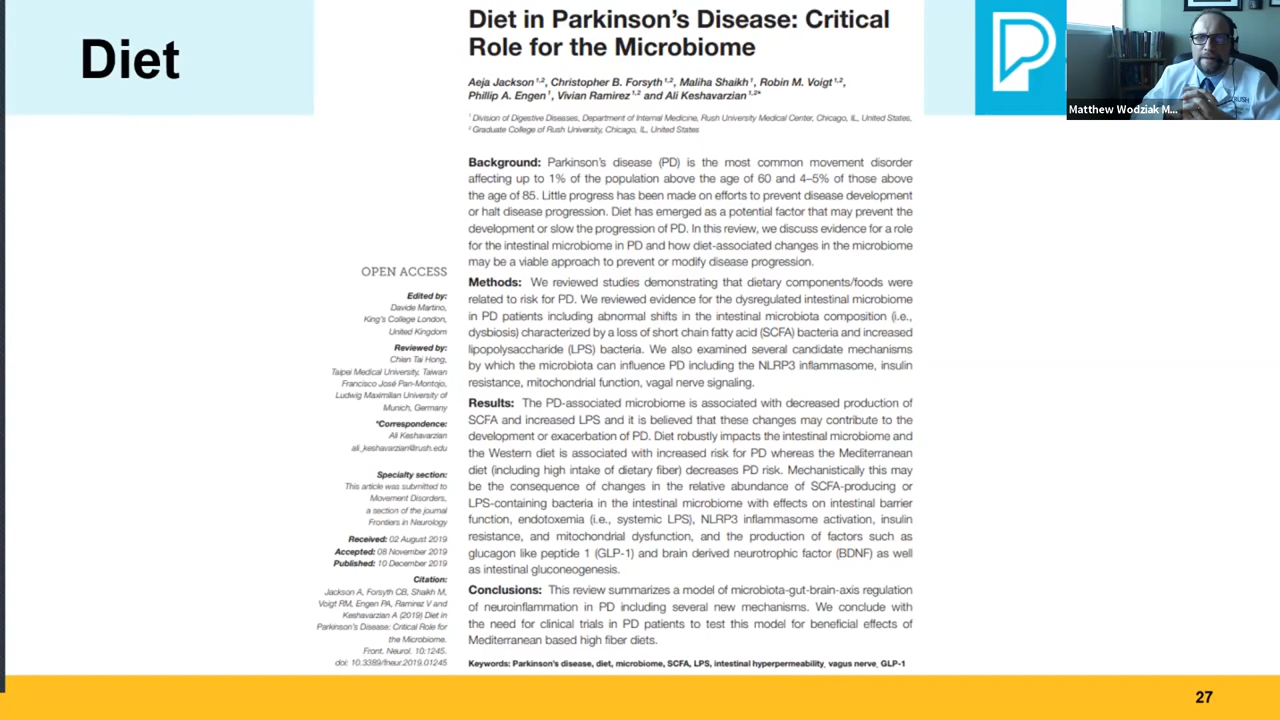 Diet
Diet in Parkinson's Disease: Critical
Role for the Microbiome
Aeja Jackson 1,2, Christopher B. Forsyth 1,2, Maliha Shaikh 1, Robin M. Voigt 1,2,
Phillip A. Engen 1, Vivian Ramirez 1,2 and Ali Keshavarzian 1,2*
1 Division of Digestive Diseases, Department of Internal Medicine, Rush University Medical Center, Chicago, IL, United States,
2 Graduate College of Rush University, Chicago, IL, United States
Matthew Wodziak M...
RUSH
Background: Parkinson's disease (PD) is the most common movement disorder
affecting up to 1% of the population above the age of 60 and 4–5% of those above
the age of 85. Little progress has been made on efforts to prevent disease development
or halt disease progression. Diet has emerged as a potential factor that may prevent the
development or slow the progression of PD. In this review, we discuss evidence for a role
for the intestinal microbiome in PD and how diet-associated changes in the microbiome
may be a viable approach to prevent or modify disease progression.
Methods: We reviewed studies demonstrating that dietary components/foods were
related to risk for PD. We reviewed evidence for the dysregulated intestinal microbiome
in PD patients including abnormal shifts in the intestinal microbiota composition (i.e.,
dysbiosis) characterized by a loss of short chain fatty acid (SCFA) bacteria and increased
lipopolysaccharide (LPS) bacteria. We also examined several candidate mechanisms
by which the microbiota can influence PD including the NLRP3 inflammasome, insulin
resistance, mitochondrial function, vagal nerve signaling.
Results: The PD-associated microbiome is associated with decreased production of
SCFA and increased LPS and it is believed that these changes may contribute to the
development or exacerbation of PD. Diet robustly impacts the intestinal microbiome and
the Western diet is associated with increased risk for PD whereas the Mediterranean
diet (including high intake of dietary fiber) decreases PD risk. Mechanistically this may
be the consequence of changes in the relative abundance of SCFA-producing or
LPS-containing bacteria in the intestinal microbiome with effects on intestinal barrier
function, endotoxemia (i.e., systemic LPS), NLRP3 inflammasome activation, insulin
resistance, and mitochondrial dysfunction, and the production of factors such as
glucagon like peptide 1 (GLP-1) and brain derived neurotrophic factor (BDNF) as well
as intestinal gluconeogenesis.
Conclusions: This review summarizes a model of microbiota-gut-brain-axis regulation
of neuroinflammation in PD including several new mechanisms. We conclude with
the need for clinical trials in PD patients to test this model for beneficial effects of
Mediterranean based high fiber diets.
Keywords: Parkinson's disease, diet, microbiome, SCFA, LPS, intestinal hyperpermeability, vagus nerve, GLP-1
OPEN ACCESS
Edited by:
Davide Martino,
King's College London,
United Kingdom
Reviewed by:
Chien Tai Hong,
Taipei Medical University, Taiwan
Francisco José Pan-Montojo,
Ludwig Maximilian University of
Munich, Germany
*Correspondence:
Ali Keshavarzian
ali_keshavarzian@rush.edu
Specialty section:
This article was submitted to
Movement Disorders,
a section of the journal
Frontiers in Neurology
Received: 02 August 2019
Accepted: 08 November 2019
Published: 10 December 2019
Citation:
Jackson A, Forsyth CB, Shaikh M,
Voigt RM, Engen PA, Ramirez V and
Keshavarzian A (2019) Diet in
Parkinson's Disease: Critical Role for
the Microbiome.
Front. Neurol. 10:1245.
doi: 10.3389/fneur.2019.01245
27